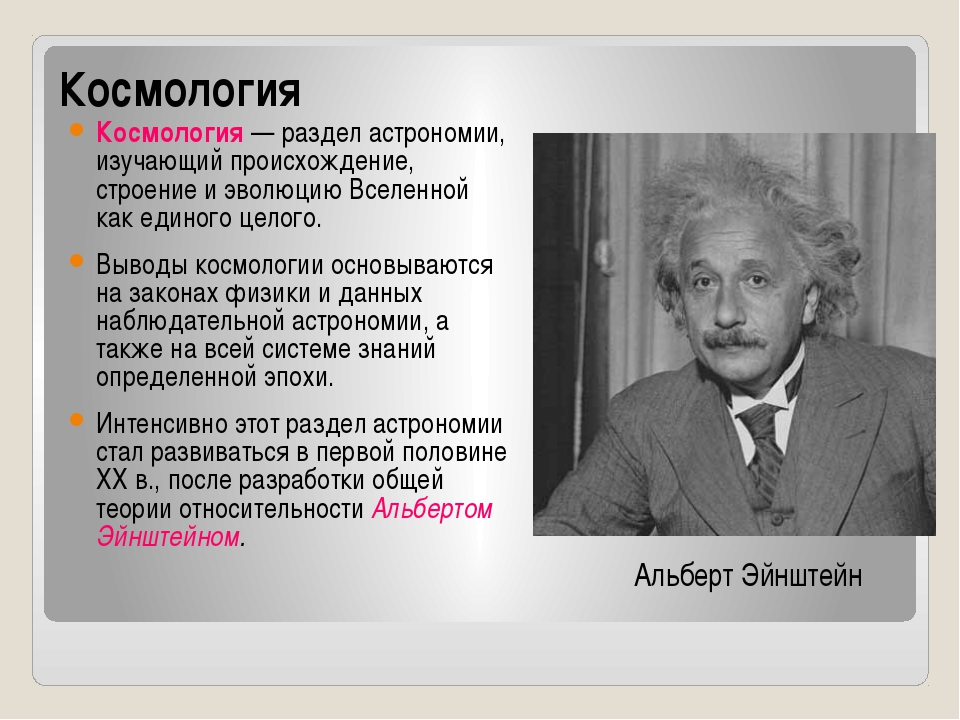 Космология
Космология — раздел астрономии,
изучающий происхождение,
строение и эволюцию Вселенной
как единого целого.
Выводы космологии основываются
на законах физики и данных
наблюдательной астрономии, а
также на всей системе знаний
определенной эпохи.
Интенсивно этот раздел астрономии
стал развиваться в первой половине
XX в., после разработки общей
теории относительности Альбертом
Эйнштейном.
Альберт Эйнштейн